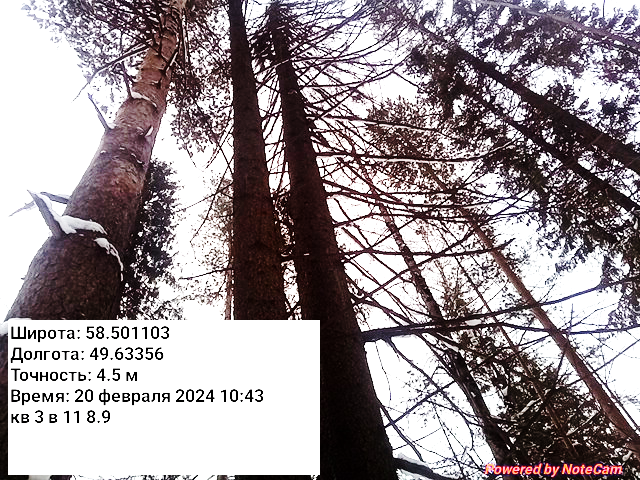 Широта: 58.501103
Долгота: 49.63356
Точность: 4.5 м
Время: 20 февраля 2024 10:43
кв 3 в 11 8.9
Powered by NoteCam